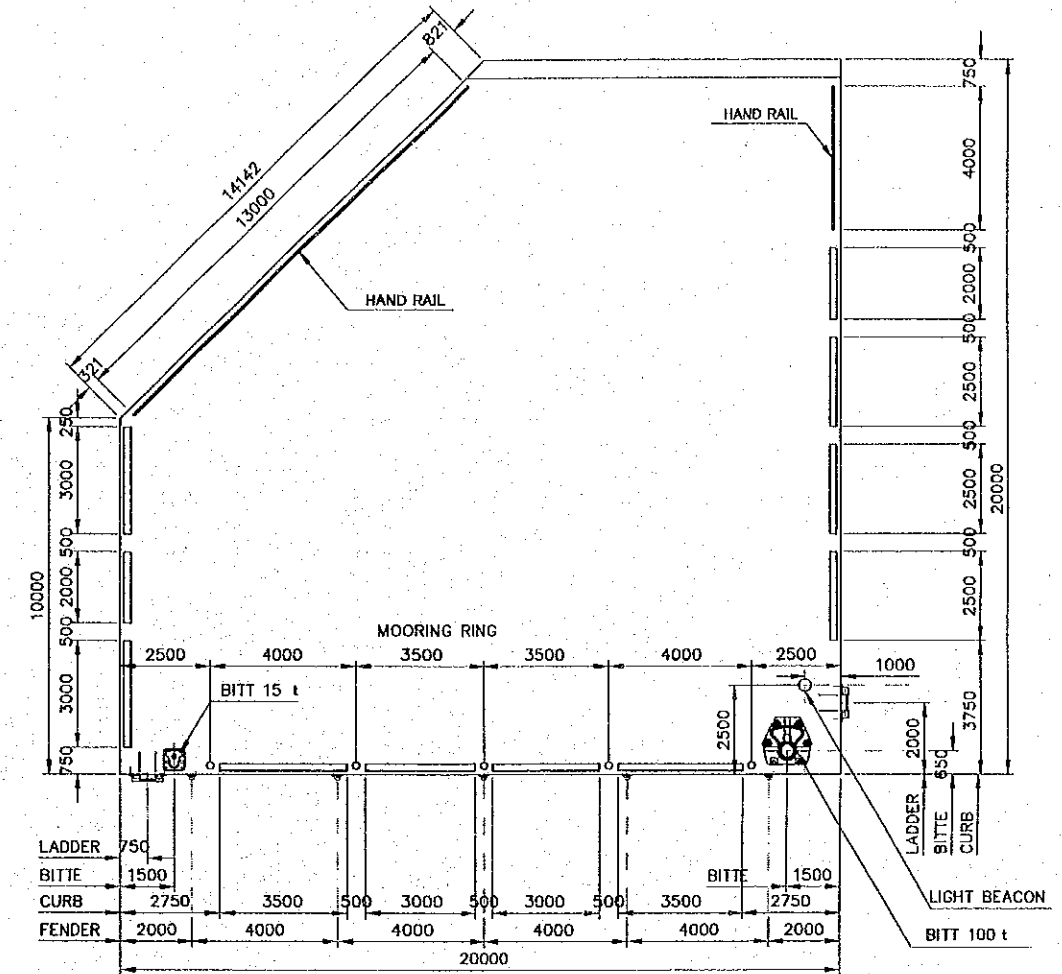 821
14142
13000
321
HAND RAIL
HAND RAIL
750
4000
500
2000
500
2500
500
2500
500
2500
3750
20000
250
3000
500
2000
500
3000
750
10000
MOORING RING
2500 4000 3500 3500 4000 2500
1000
BITT 15 t
2500
2000
650
LADDER
BITTE
CURB
LADDER 750
BITTE 1500
BITTE 1500
CURB 2750 3500 500 3000 500 3000 500 3500 2750
FENDER 2000 4000 4000 4000 4000 2000
20000
LIGHT BEACON
BITT 100 t